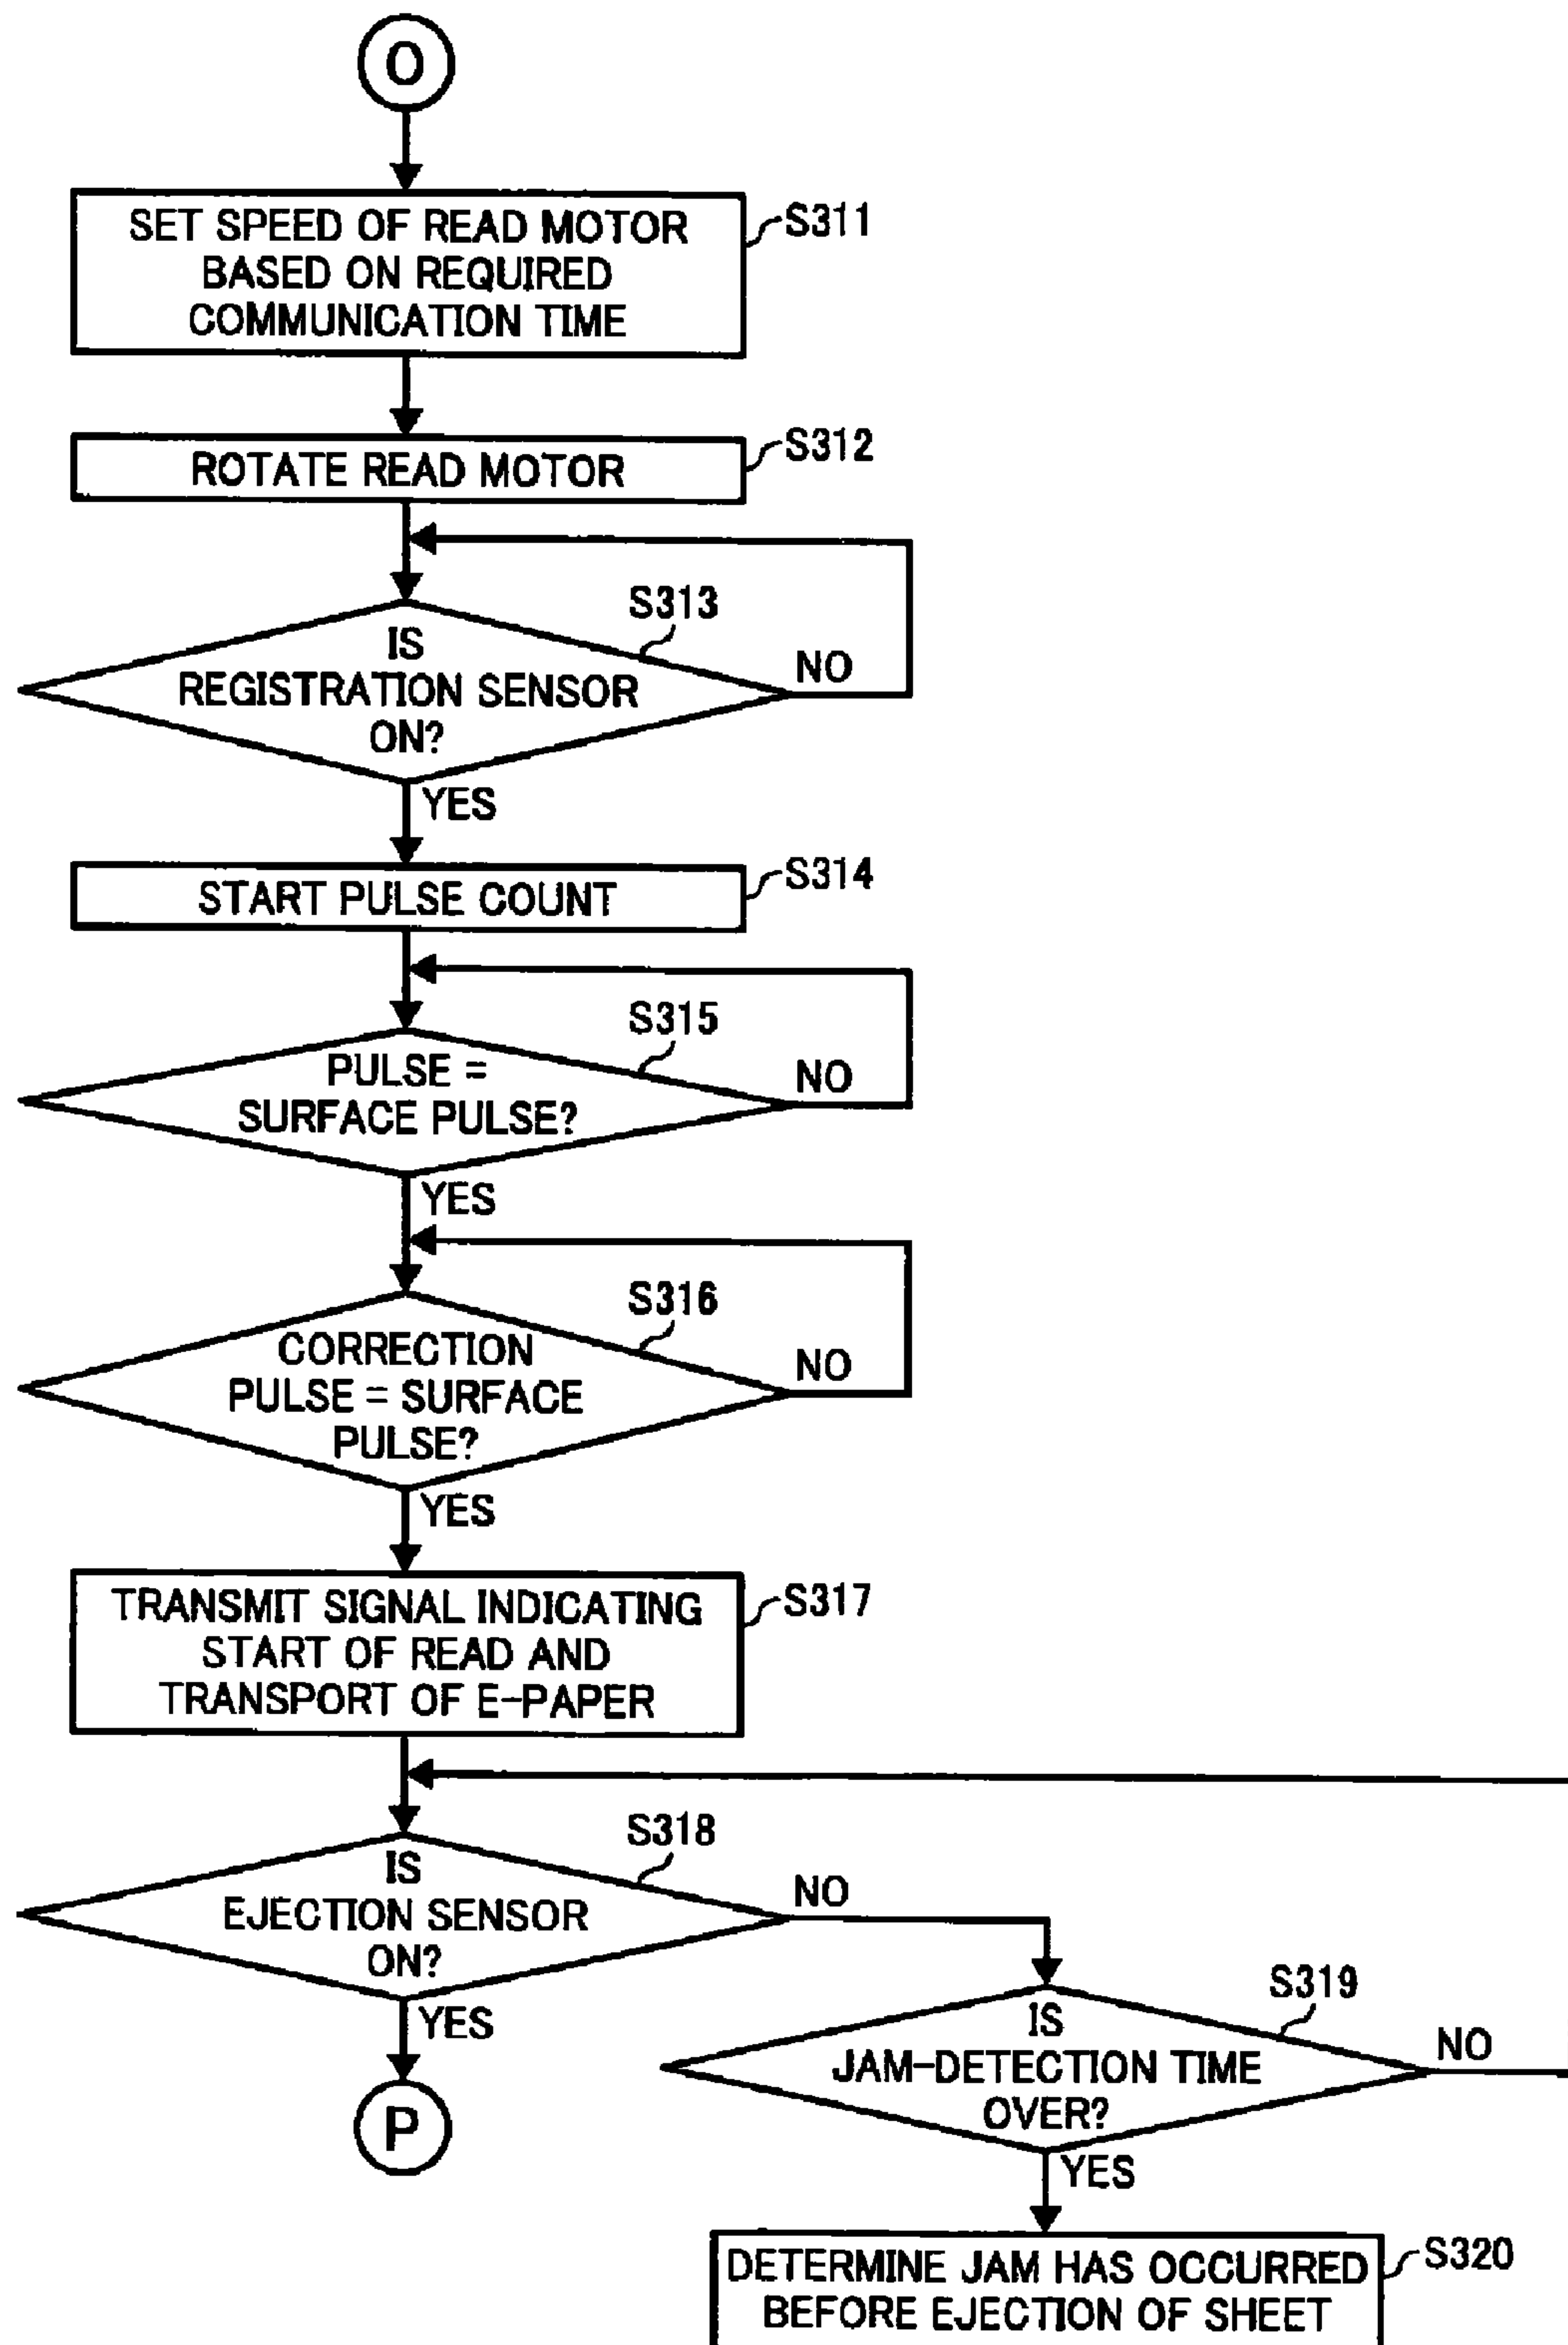 O
SET SPEED OF READ MOTOR
BASED ON REQUIRED
COMMUNICATION TIME
S311
ROTATE READ MOTOR
S312
S313
IS
REGISTRATION SENSOR
ON?
NO
YES
START PULSE COUNT
S314
S315
PULSE =
SURFACE PULSE?
NO
YES
S316
CORRECTION
PULSE = SURFACE
PULSE?
NO
YES
TRANSMIT SIGNAL INDICATING
START OF READ AND
TRANSPORT OF E-PAPER
S317
S318
IS
EJECTION SENSOR
ON?
NO
YES
P
S319
IS
JAM-DETECTION TIME
OVER?
NO
YES
DETERMINE JAM HAS OCCURRED
BEFORE EJECTION OF SHEET
S320